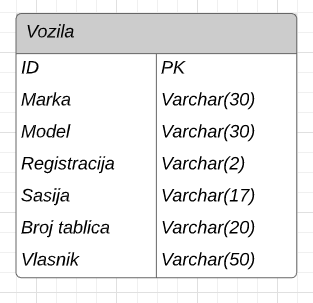 Vozila
ID PK
Marka Varchar(30)
Model Varchar(30)
Registracija Varchar(2)
Sasija Varchar(17)
Broj tablica Varchar(20)
Vlasnik Varchar(50)